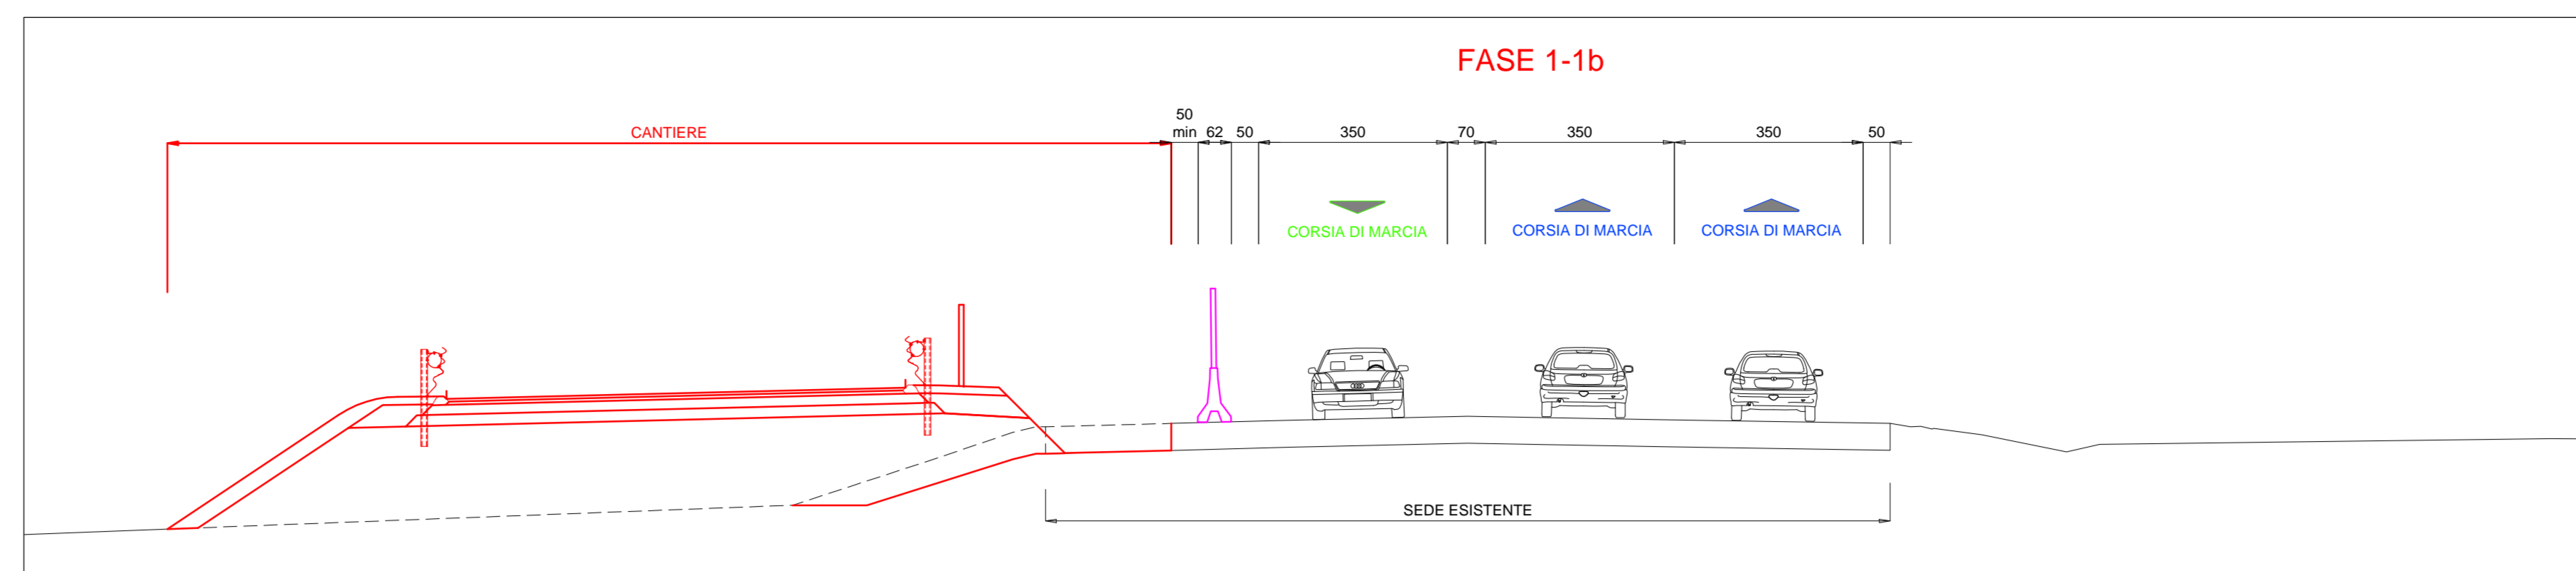 FASE 1-1b
50
CANTIERE min 62 50 350 70 350 350 50
CORSIA DI MARCIA CORSIA DI MARCIA CORSIA DI MARCIA
SEDE ESISTENTE